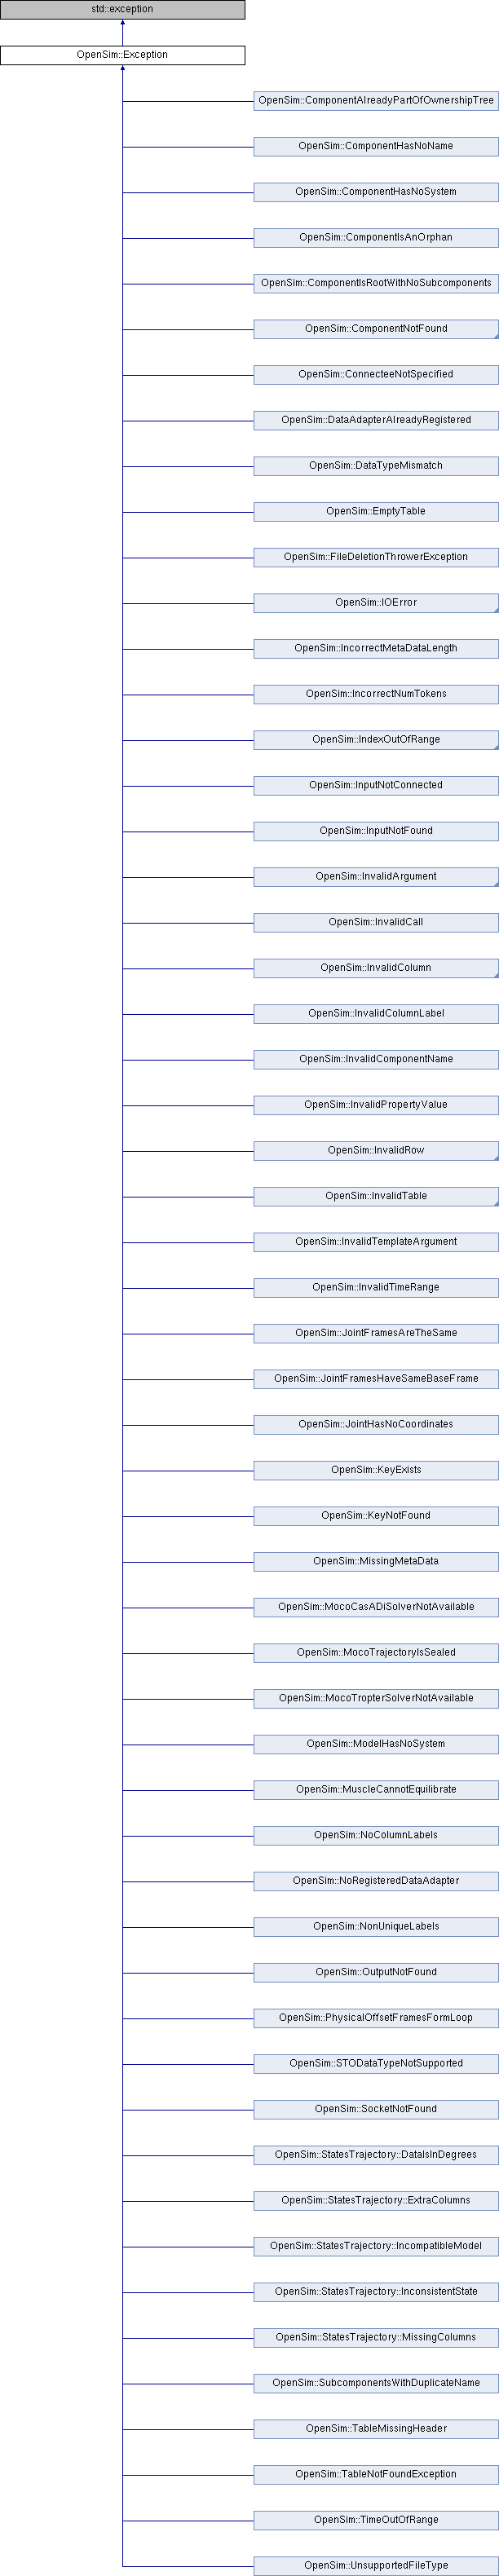 std::exception
OpenSim::Exception
OpenSim::ComponentAlreadyPartOfOwnershipTree
OpenSim::ComponentHasNoName
OpenSim::ComponentHasNoSystem
OpenSim::ComponentIsAnOrphan
OpenSim::ComponentIsRootWithNoSubcomponents
OpenSim::ComponentNotFound
OpenSim::ConnecteeNotSpecified
OpenSim::DataAdapterAlreadyRegistered
OpenSim::DataTypeMismatch
OpenSim::EmptyTable
OpenSim::FileDeletionThrowerException
OpenSim::IOError
OpenSim::IncorrectMetaDataLength
OpenSim::IncorrectNumTokens
OpenSim::IndexOutOfRange
OpenSim::InputNotConnected
OpenSim::InputNotFound
OpenSim::InvalidArgument
OpenSim::InvalidCall
OpenSim::InvalidColumn
OpenSim::InvalidColumnLabel
OpenSim::InvalidComponentName
OpenSim::InvalidPropertyValue
OpenSim::InvalidRow
OpenSim::InvalidTable
OpenSim::InvalidTemplateArgument
OpenSim::InvalidTimeRange
OpenSim::JointFramesAreTheSame
OpenSim::JointFramesHaveSameBaseFrame
OpenSim::JointHasNoCoordinates
OpenSim::KeyExists
OpenSim::KeyNotFound
OpenSim::MissingMetaData
OpenSim::MocoCasADiSolverNotAvailable
OpenSim::MocoTrajectoryIsSealed
OpenSim::MocoTropterSolverNotAvailable
OpenSim::ModelHasNoSystem
OpenSim::MuscleCannotEquilibrate
OpenSim::NoColumnLabels
OpenSim::NoRegisteredDataAdapter
OpenSim::NonUniqueLabels
OpenSim::OutputNotFound
OpenSim::PhysicalOffsetFramesFormLoop
OpenSim::STODataTypeNotSupported
OpenSim::SocketNotFound
OpenSim::StatesTrajectory::DataIsInDegrees
OpenSim::StatesTrajectory::ExtraColumns
OpenSim::StatesTrajectory::IncompatibleModel
OpenSim::StatesTrajectory::InconsistentState
OpenSim::StatesTrajectory::MissingColumns
OpenSim::SubcomponentsWithDuplicateName
OpenSim::TableMissingHeader
OpenSim::TableNotFoundException
OpenSim::TimeOutOfRange
OpenSim::UnsupportedFileType